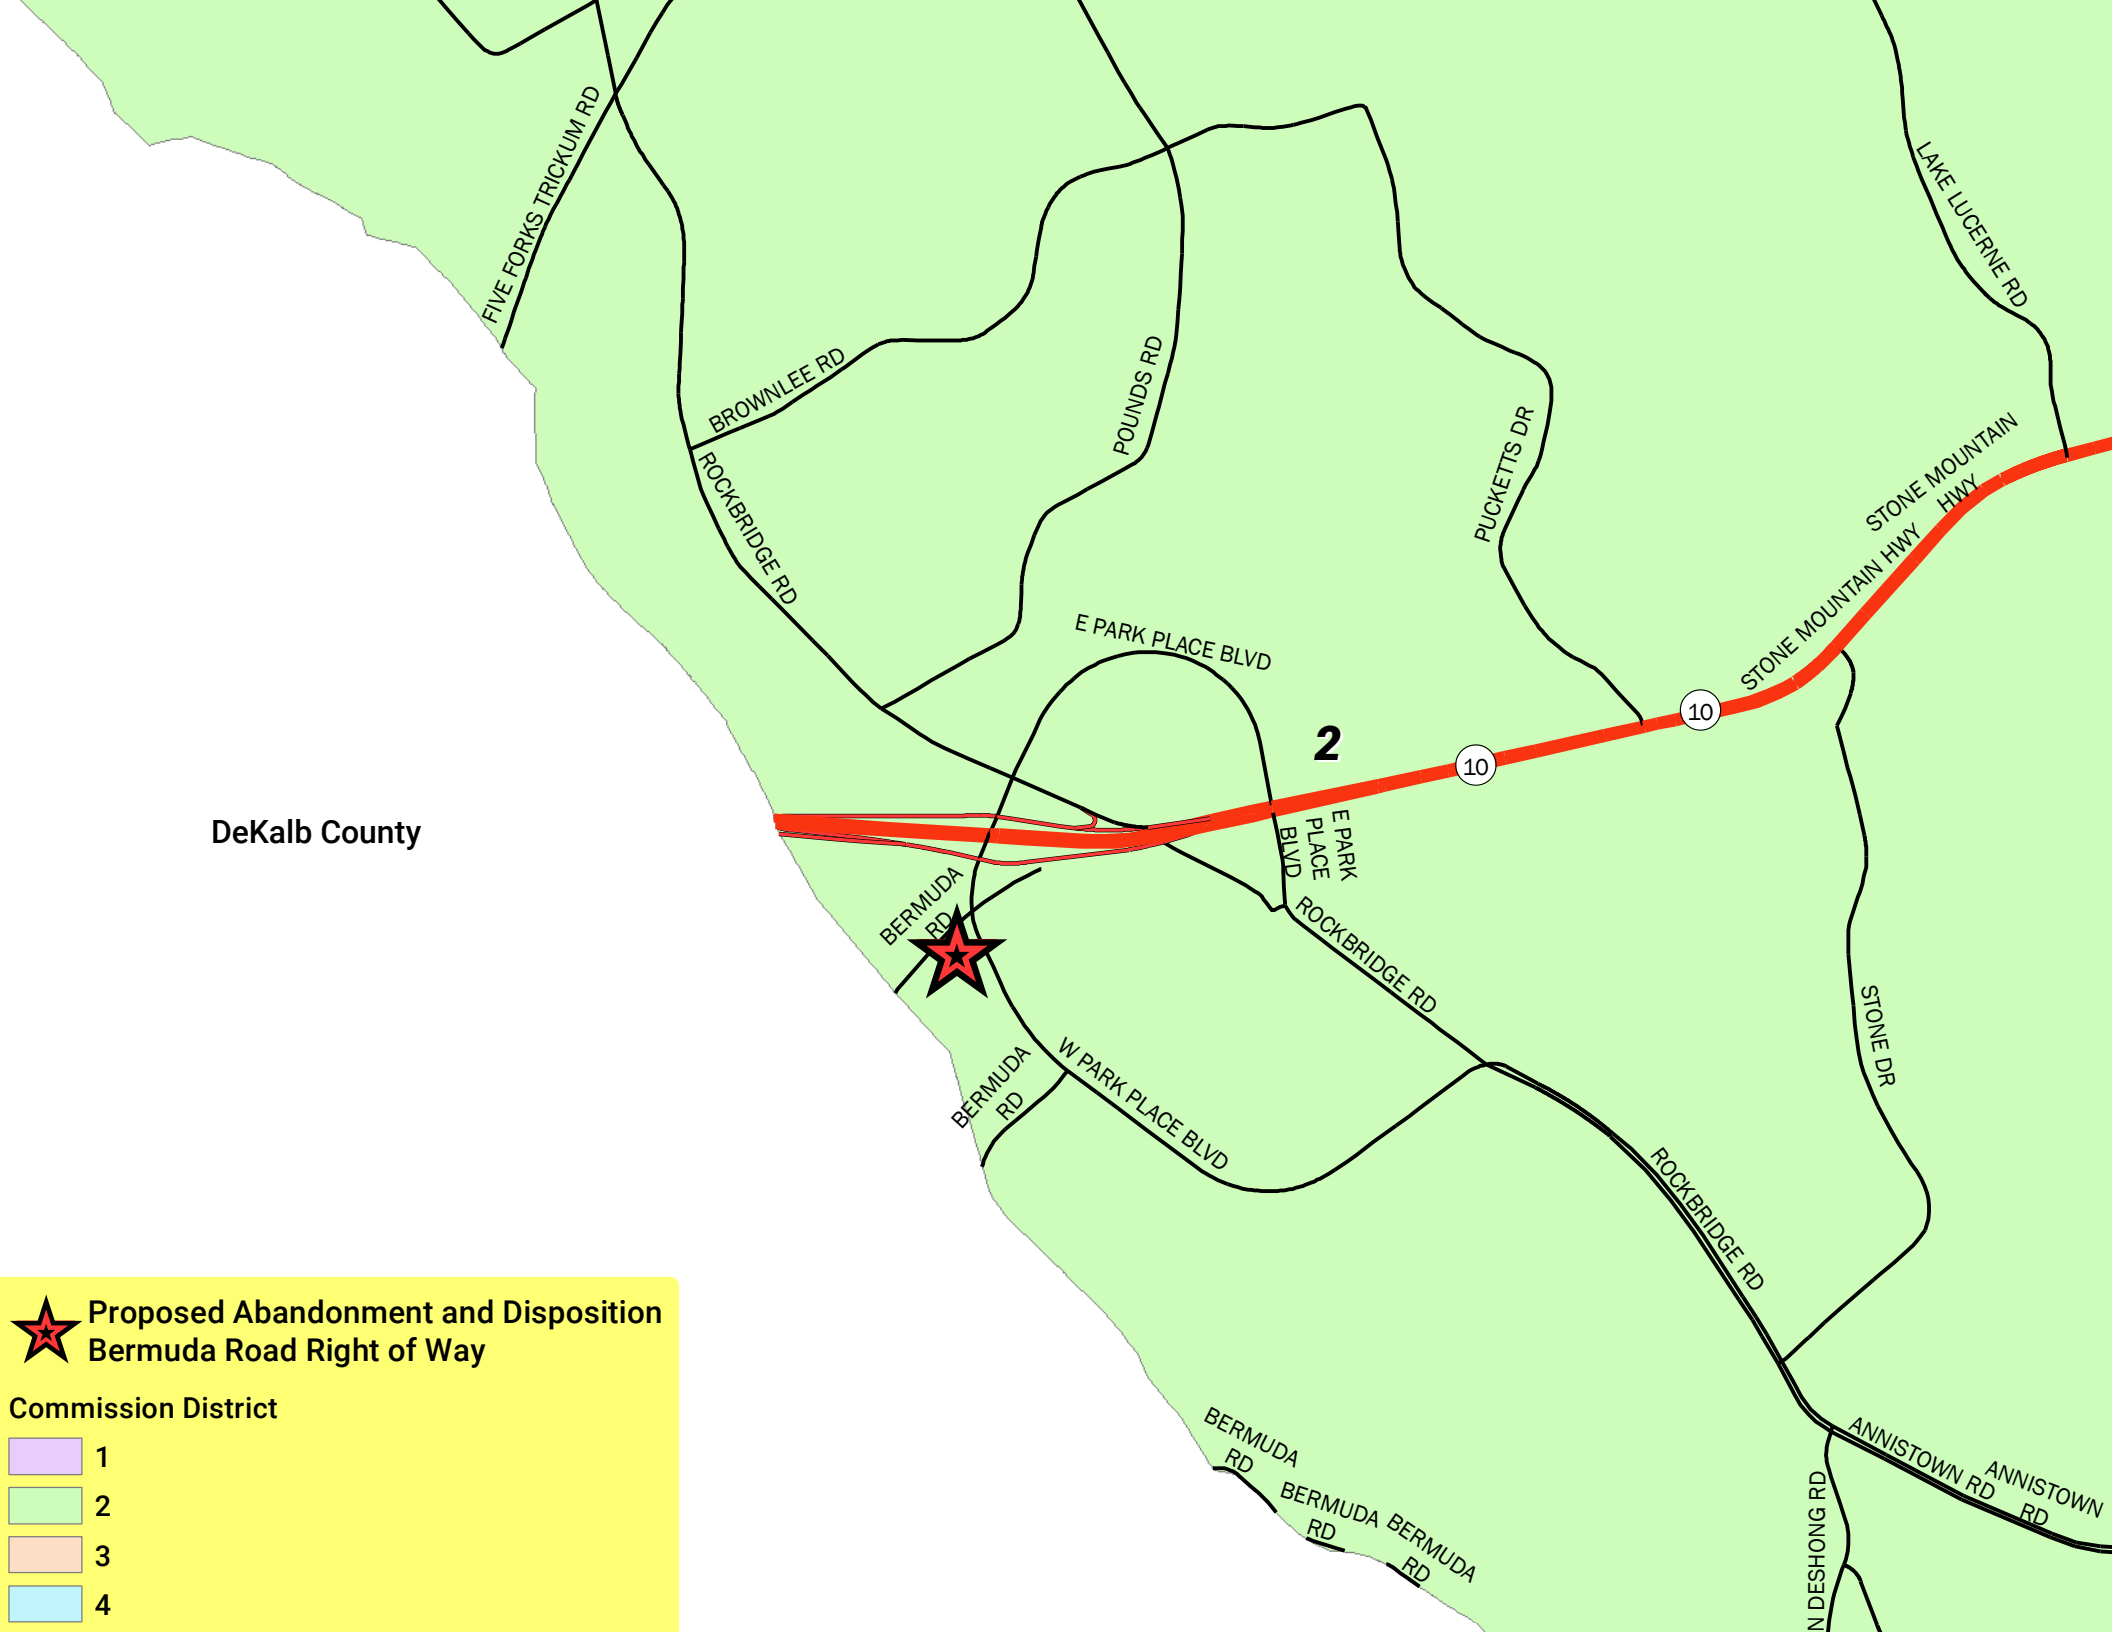 FIVE FORKS TRICKUM RD
LAKE LUCERNE RD
BROWNLEE RD
POUNDS RD
PUCKETTS DR
ROCKBRIDGE RD
STONE MOUNTAIN
HWY
STONE MOUNTAIN HWY
E PARK PLACE BLVD
10
2
10
DeKalb County
E PARK
PLACE
BLVD
BERMUDA
RD
ROCKBRIDGE RD
STONE DR
W PARK PLACE BLVD
BERMUDA
RD
ROCKBRIDGE RD
Proposed Abandonment and Disposition
Bermuda Road Right of Way
Commission District
1
2
3
4
BERMUDA
RD
BERMUDA
RD
BERMUDA
RD
ANNISTOWN RD
ANNISTOWN
RD
N DESHONG RD